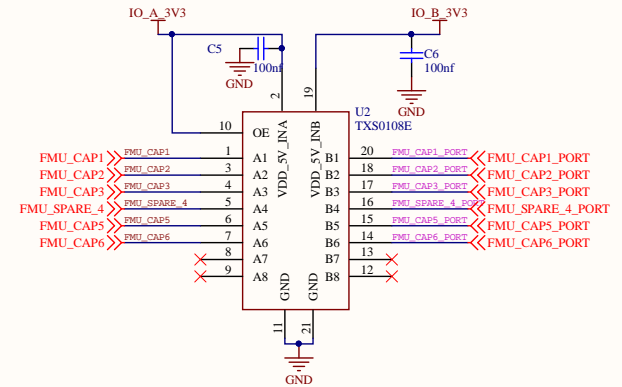 IO_A_3V3
IO_B_3V3
C5
100nf
GND
C6
100nf
GND
2
19
U2
TXS0108E
VDD_5V_INA
VDD_5V_INB
10 OE
FMU_CAP1 FMU_CAP1 1 A1 B1 20 FMU_CAP1_PORT FMU_CAP1_PORT
FMU_CAP2 FMU_CAP2 3 A2 B2 18 FMU_CAP2_PORT FMU_CAP2_PORT
FMU_CAP3 FMU_CAP3 4 A3 B3 17 FMU_CAP3_PORT FMU_CAP3_PORT
FMU_SPARE_4 FMU_SPARE_4 5 A4 B4 16 FMU_SPARE_4_PORT FMU_SPARE_4_PORT
FMU_CAP5 FMU_CAP5 6 A5 B5 15 FMU_CAP5_PORT FMU_CAP5_PORT
FMU_CAP6 FMU_CAP6 7 A6 B6 14 FMU_CAP6_PORT FMU_CAP6_PORT
8 A7 B7 13
9 A8 B8 12
GND
GND
11
21
GND